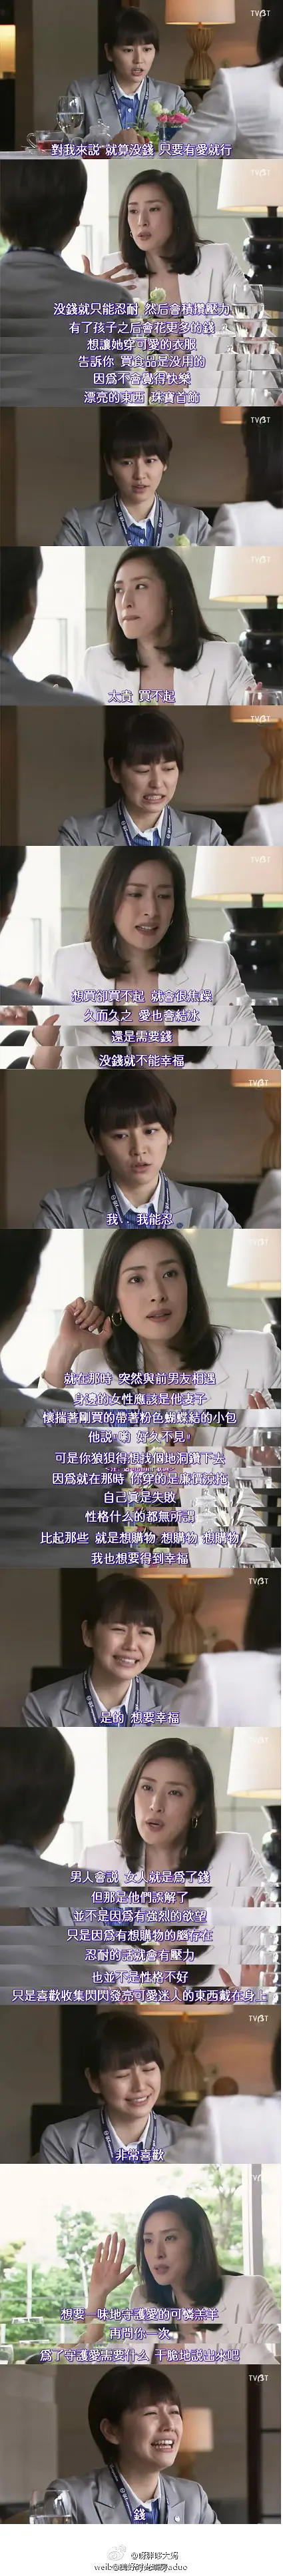 TVBT
對我來説 就算没錢 只要有愛就行
TVBT
没錢就只能忍耐 然后會積攢壓力
有了孩子之后會花更多的錢
想讓她穿可愛的衣服
告訴你 買食品是没用的
因爲不會覺得快樂
漂亮的東西 珠寶首飾
TVBT
TVBT
太貴 買不起
TVBT
TVBT
想買卻買不起 就會很焦躁
久而久之 愛也會結冰
還是需要錢
没錢就不能幸福
TVBT
我 我能忍
就在那時 突然與前男友相遇
身邊的女性應該是他妻子
懷揣著剛買的帶著粉色蝴蝶結的小包
他説"喲 好久不見"
可是你狼狽得想找個地洞鑽下去
因爲就在那時 你穿的是廉價涼拖
自己真是失敗
性格什么的都無所謂
比起那些 就是想購物 想購物 想購物
我也想要得到幸福
TVBT
是的 想要幸福
男人會説 女人就是爲了錢
但那是他們誤解了
並不是因爲有強烈的欲望
只是因爲有想購物的腦存在
忍耐的話就會有壓力
也並不是性格不好
只是喜歡收集閃閃發亮可愛迷人的東西戴在身上
TVBT
非常喜歡
想要一味地守護愛的可憐羔羊
再問你一次
爲了守護愛需要什么 干脆地説出來吧
TVBT
錢